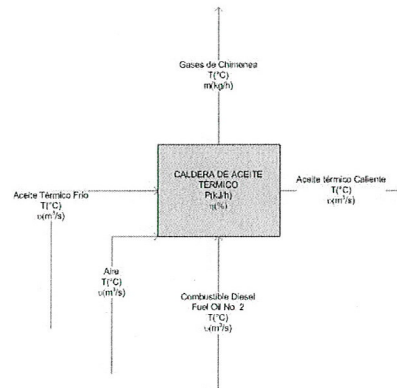 Gases de Chimenea
T(°C)
m(kg/h)
CALDERA DE ACEITE
TÉRMICO
P(kJ/h)
η(%)
Aceite térmico Caliente
T(°C)
υ(m³/s)
Aceite Térmico Frío
T(°C)
υ(m³/s)
Aire
T(°C)
υ(m³/s)
Combustible Diesel
Fuel Oil No. 2
T(°C)
υ(m³/s)